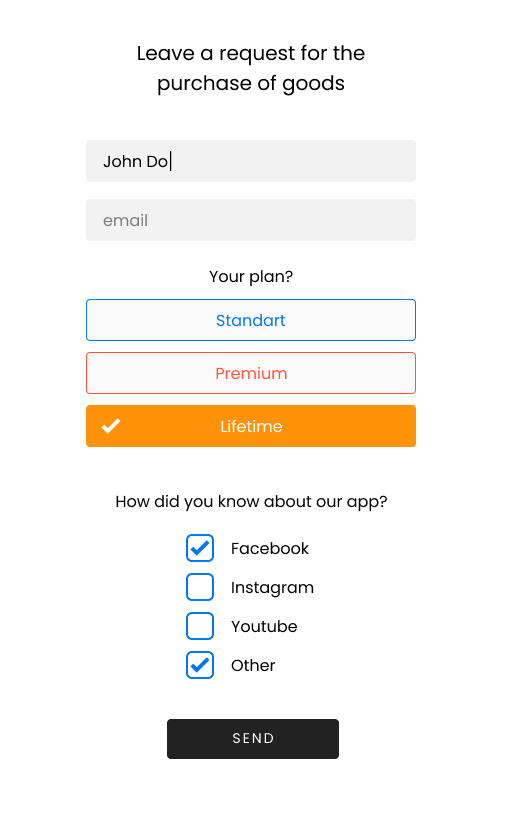 Leave a request for the
purchase of goods
John Do
email
Your plan?
Standart
Premium
Lifetime
How did you know about our app?
Facebook
Instagram
Youtube
Other
SEND